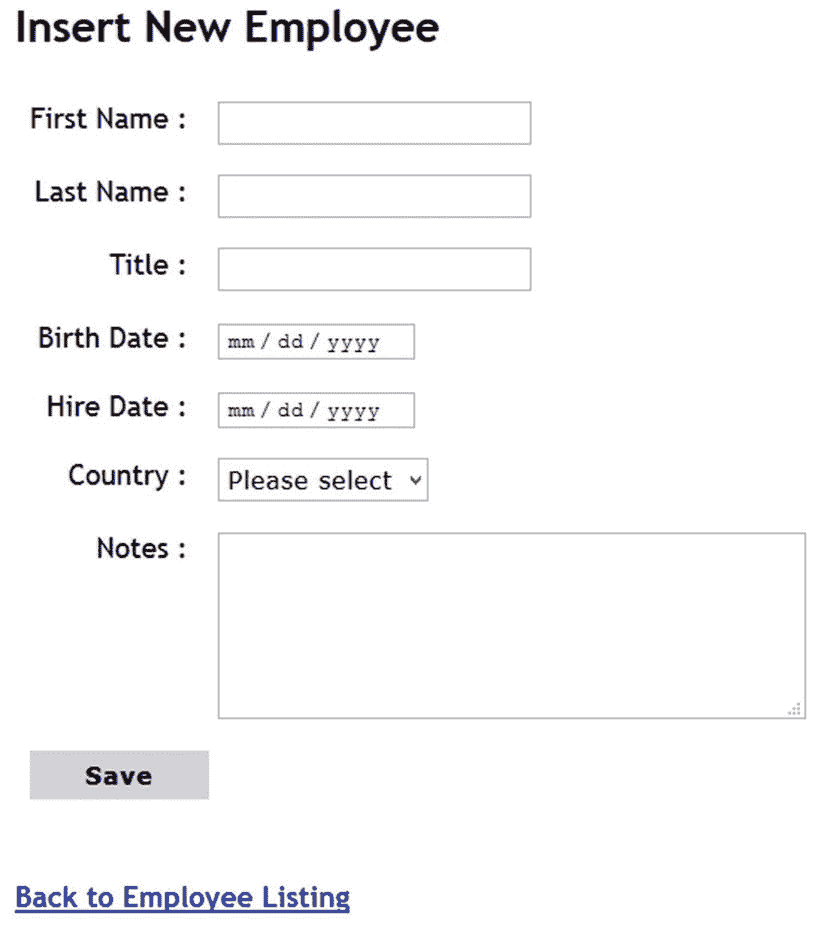 Insert New Employee
First Name :
Last Name :
Title :
Birth Date : mm / dd / yyyy
Hire Date : mm / dd / yyyy
Country : Please select
Notes :
Save
Back to Employee Listing